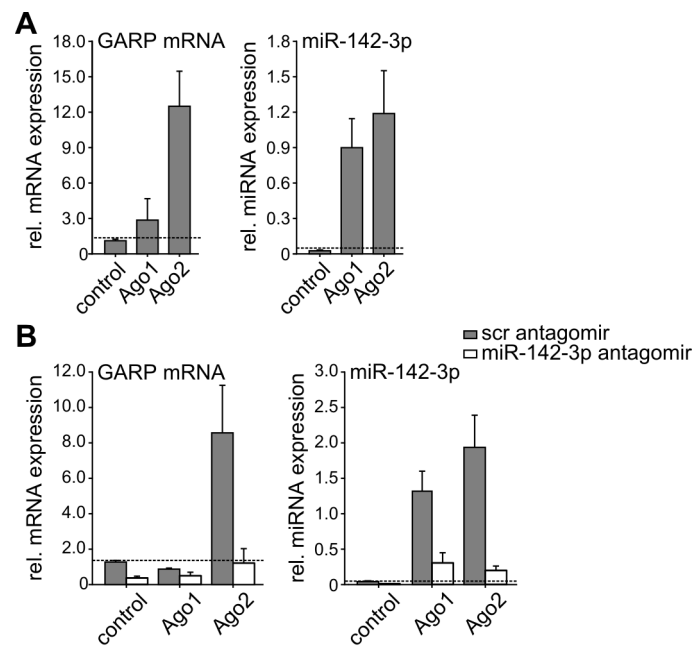 A
GARP mRNA
rel. mRNA expression
18.0
15.0
12.0
9.0
6.0
3.0
0
control
Ago1
Ago2
miR-142-3p
rel. miRNA expression
1.8
1.5
1.2
0.9
0.6
0.3
0
control
Ago1
Ago2
B
scr antagomir
miR-142-3p antagomir
GARP mRNA
rel. mRNA expression
12.0
10.0
8.0
6.0
4.0
2.0
0
control
Ago1
Ago2
miR-142-3p
rel. miRNA expression
3.0
2.5
2.0
1.5
1.0
0.5
0
control
Ago1
Ago2